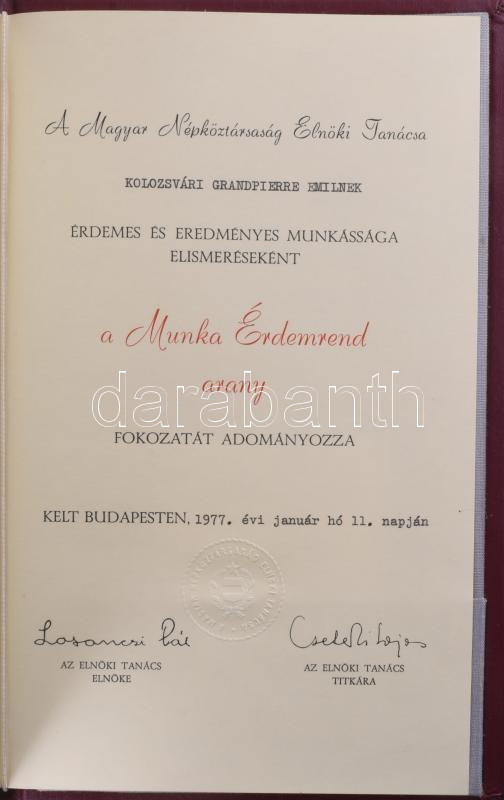 A Magyar Népköztársaság Elnöki Tanácsa
KOLOZSVÁRI GRANDPIERRE EMILNEK
ÉRDEMES ÉS EREDMÉNYES MUNKÁSSÁGA
ELISMERÉSEKÉNT
a Munka Érdemrend
arany
darabanth
FOKOZATÁT ADOMÁNYOZZA
KELT BUDAPESTEN, 1977. évi január hó 11. napján
Losonczi Pál
AZ ELNÖKI TANÁCS
ELNÖKE
Cseterki Lajos
AZ ELNÖKI TANÁCS
TITKÁRA